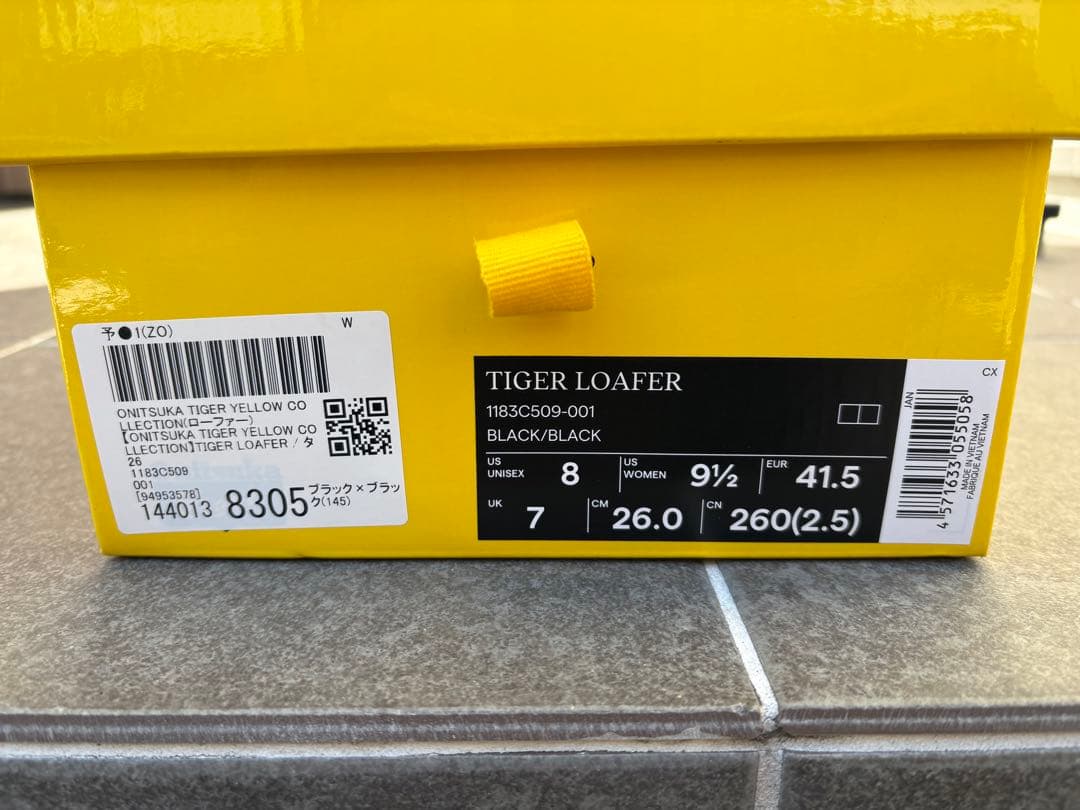 予●1(ZO)
W
ONITSUKA TIGER YELLOW CO
LLECTION(ローファー)
【ONITSUKA TIGER YELLOW CO
LLECTION】TIGER LOAFER / タ
26
1183C509
001
[94953578]
144013 8305 ブラック×ブラッ
ク(145)
TIGER LOAFER
1183C509-001
BLACK/BLACK
US UNISEX 8
US WOMEN 9½
EUR 41.5
UK 7
CM 26.0
CN 260(2.5)
CX
JAN
4 571633 055058
MADE IN VIETNAM
FABRIQUE AU VIETNAM